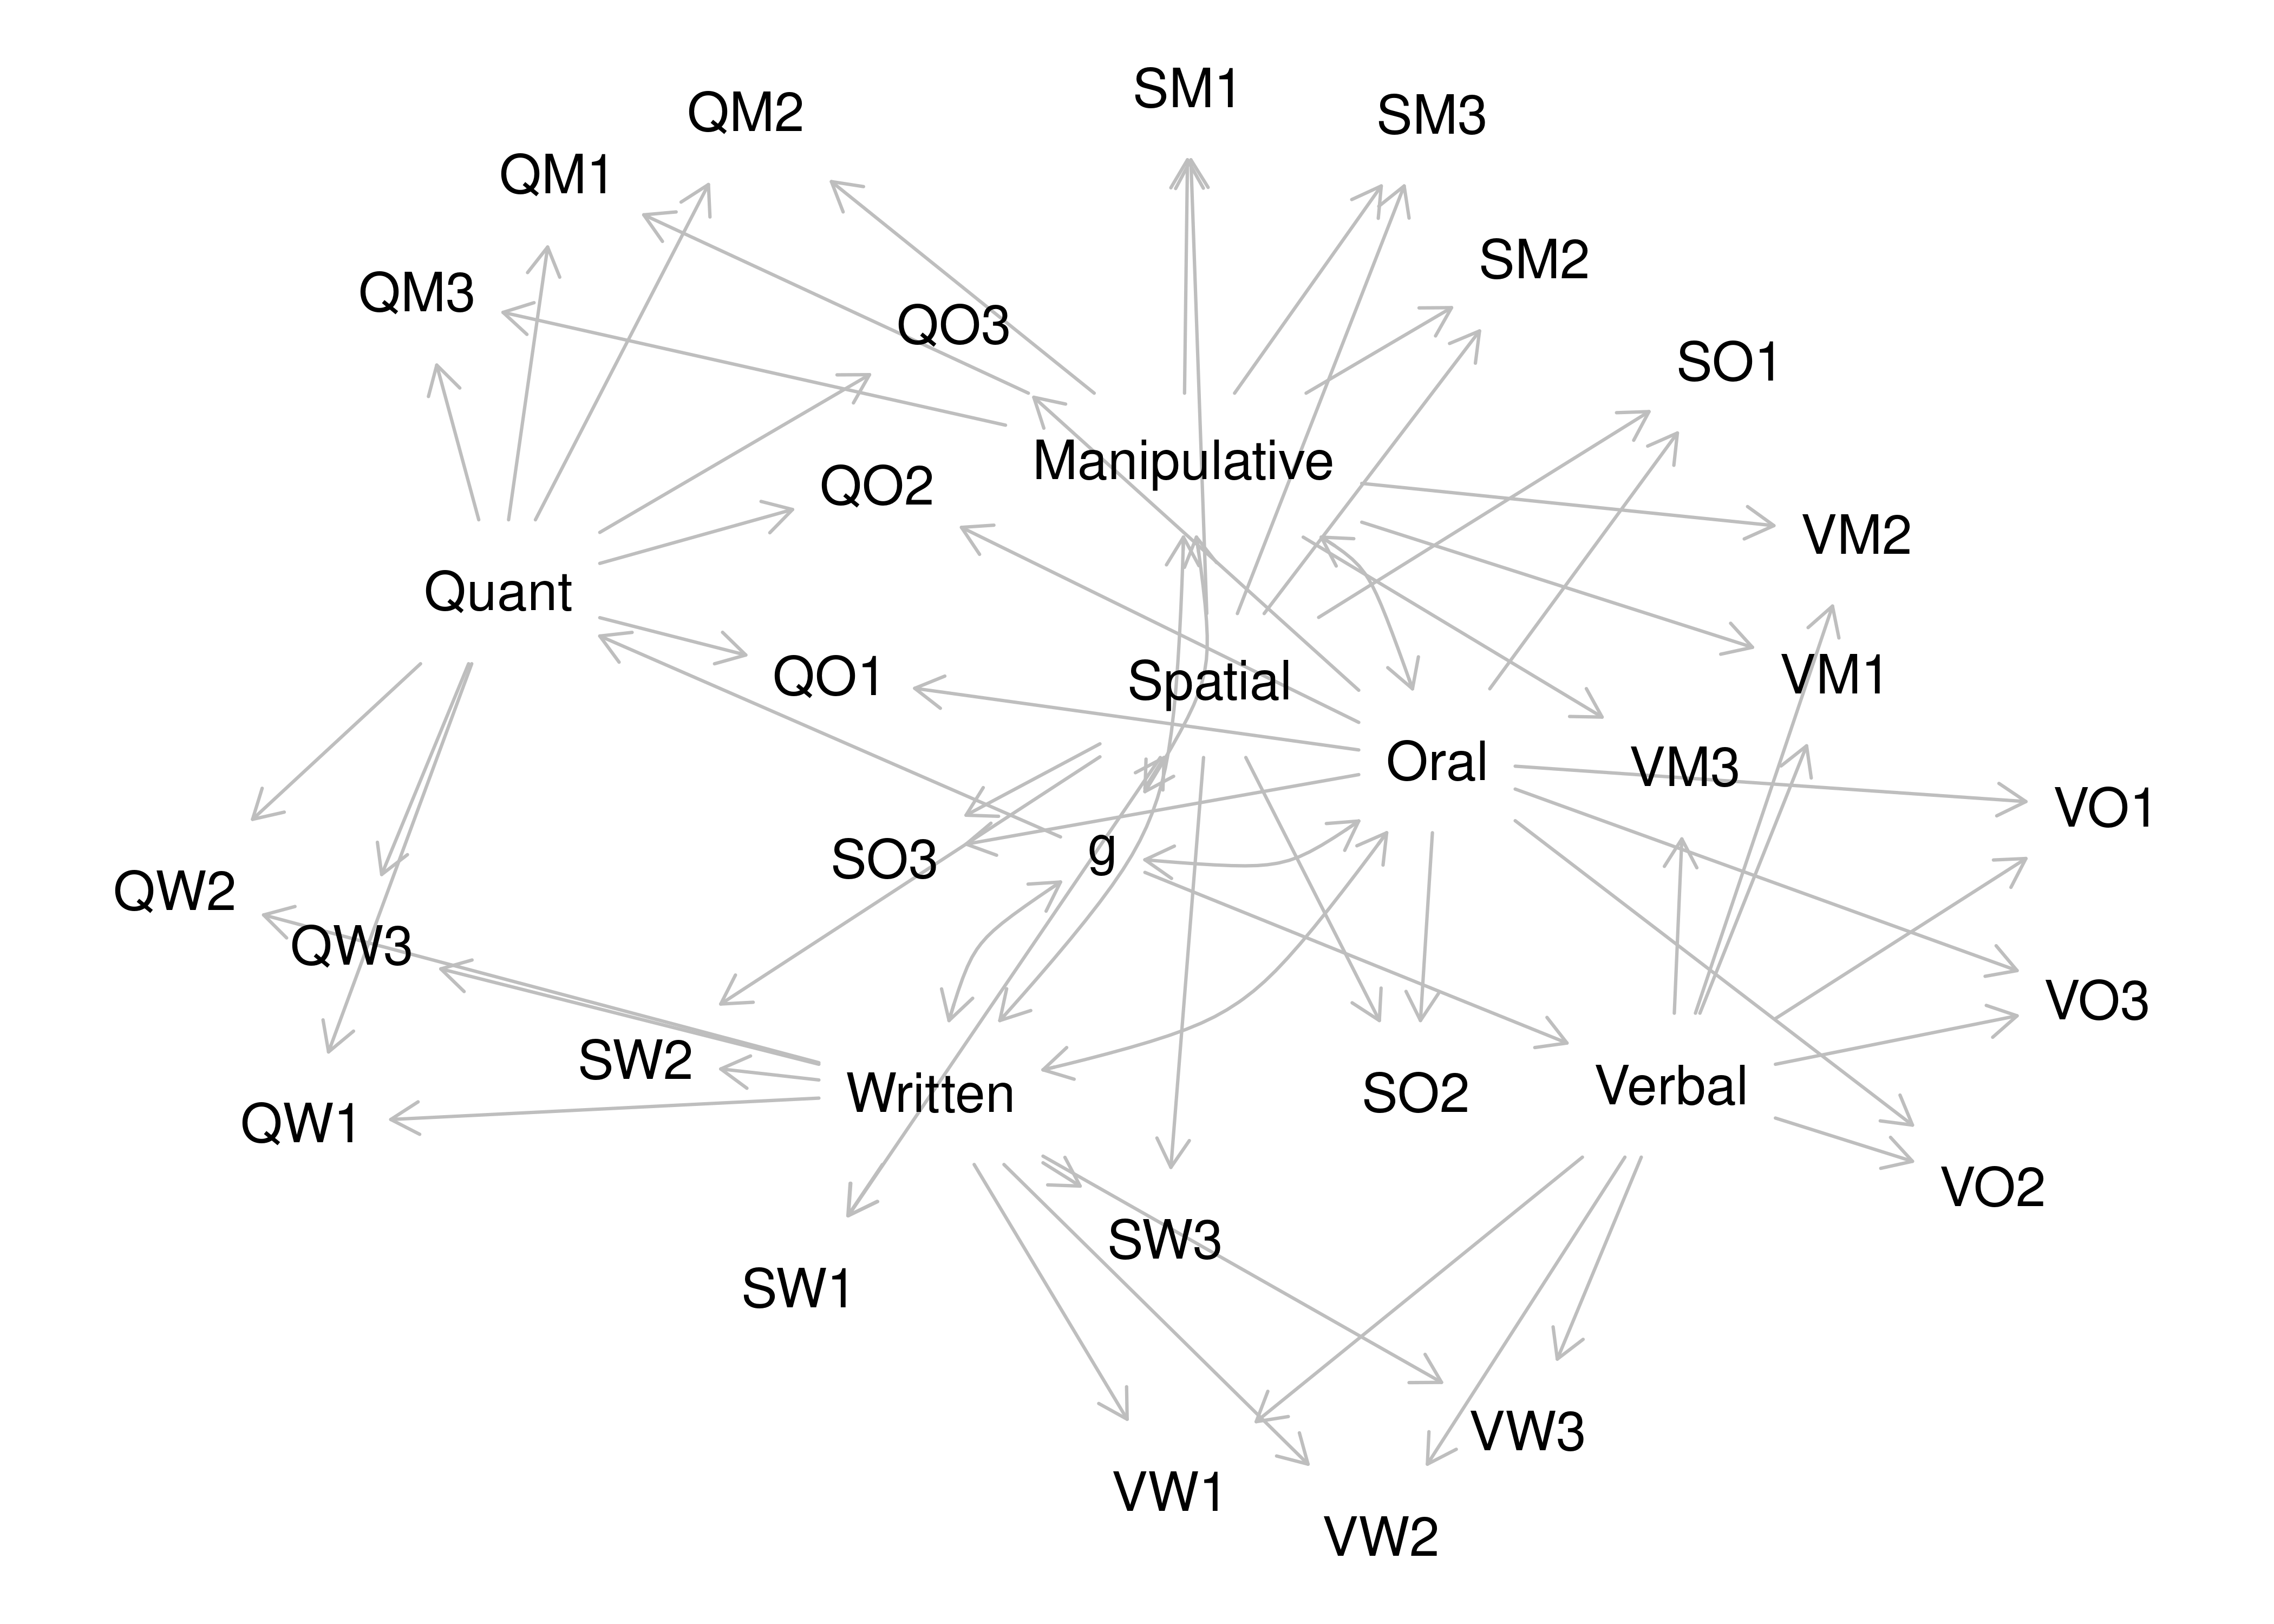 SM1
QM2
SM3
QM1
SM2
QM3
QO3
SO1
Manipulative
QO2
VM2
Quant
QO1
Spatial
VM1
Oral
VM3
VO1
g
SO3
QW2
QW3
VO3
SW2
Written
SO2
Verbal
QW1
VO2
SW3
SW1
VW3
VW1
VW2